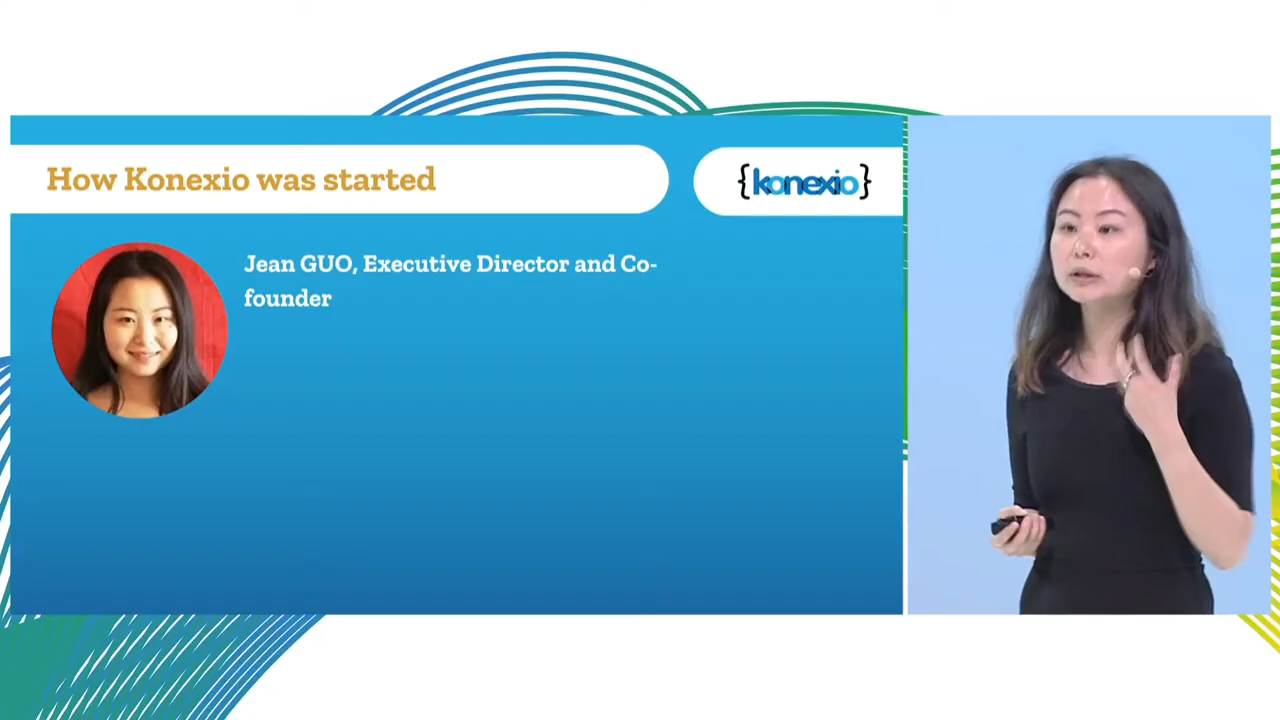 How Konexio was started
{konexio}
Jean GUO, Executive Director and Co-
founder